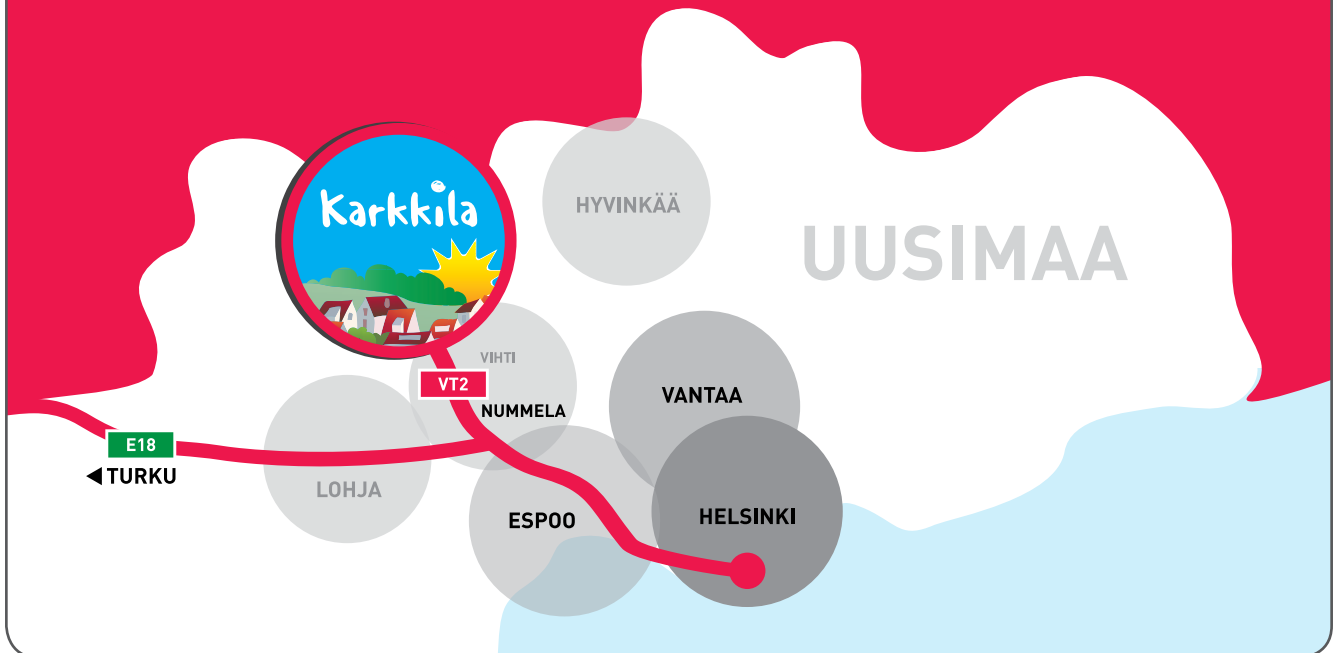 Karkkila
HYVINKÄÄ
UUSIMAA
VIHTI
VT2
NUMMELA
VANTAA
E18
TURKU
LOHJA
ESPOO
HELSINKI